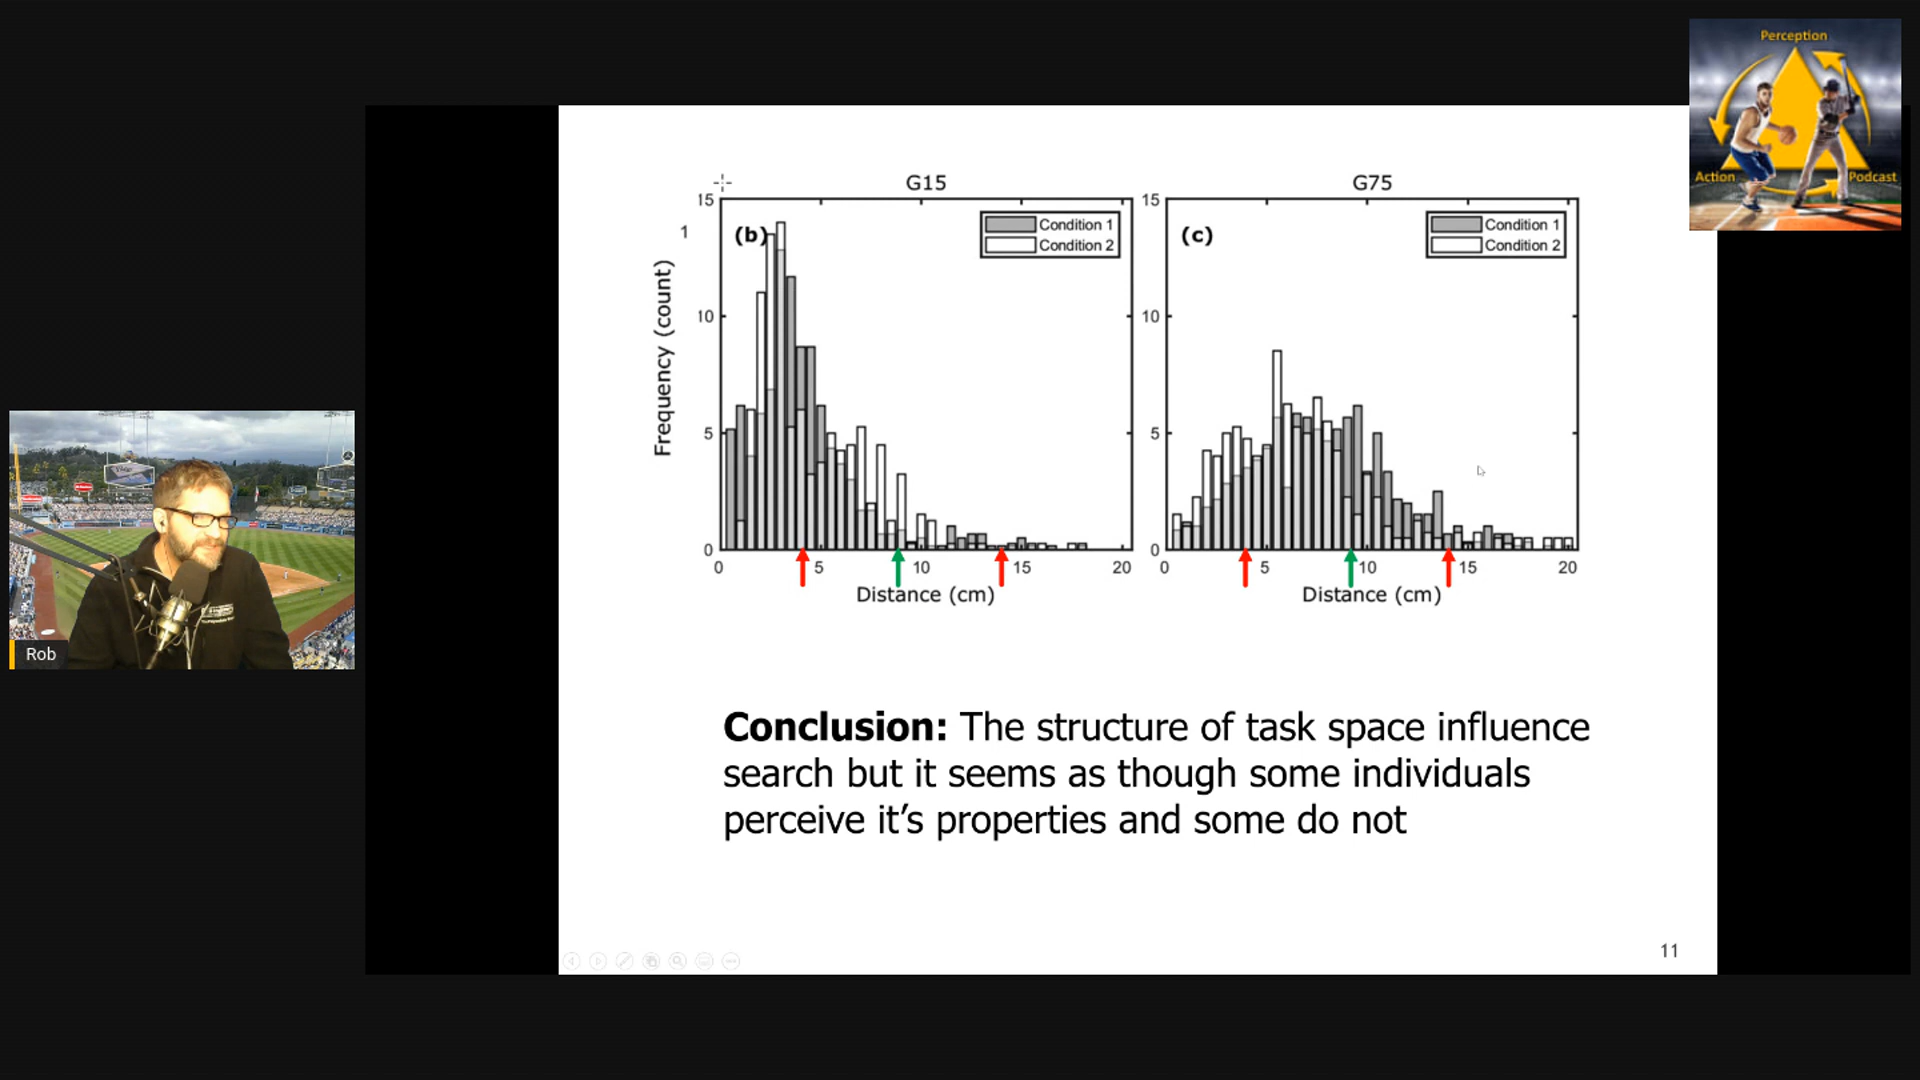 Perception
Action
Podcast
G15
G75
15
1
(b)
Condition 1
Condition 2
10
5
0
Frequency (count)
0
5
10
15
20
Distance (cm)
15
(c)
Condition 1
Condition 2
10
5
0
0
5
10
15
20
Distance (cm)
Rob
Conclusion: The structure of task space influence
search but it seems as though some individuals
perceive it’s properties and some do not
11